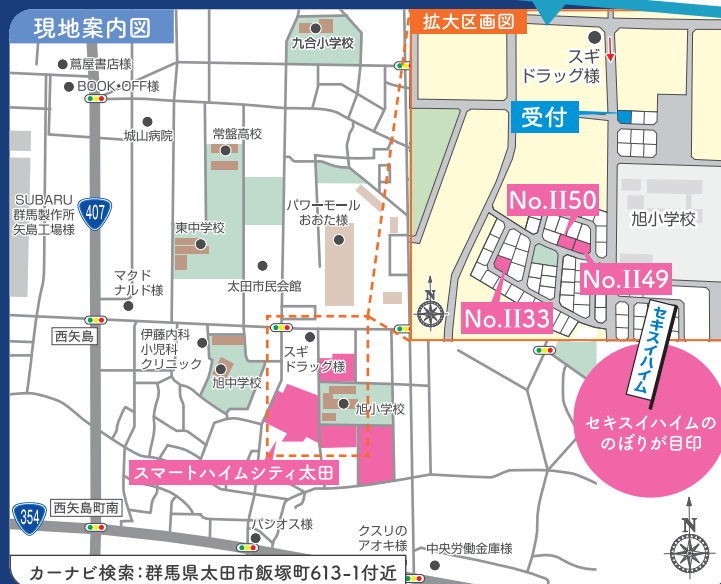 現地案内図
九合小学校
蔦屋書店様
BOOK・OFF様
城山病院
常盤高校
SUBARU
群馬製作所
矢島工場様
407
東中学校
パワーモール
おおた様
太田市民会館
マクド
ナルド様
西矢島
伊藤内科
小児科
クリニック
スギ
ドラッグ様
旭中学校
旭小学校
スマートハイムシティ太田
354
西矢島町南
パシオス様
クスリの
アオキ様
中央労働金庫様
カーナビ検索:群馬県太田市飯塚町613-1付近
拡大区画図
スギ
ドラッグ様
受付
旭小学校
No.II50
No.II49
No.II33
N
セキスイハイム
セキスイハイムの
のぼりが目印
N